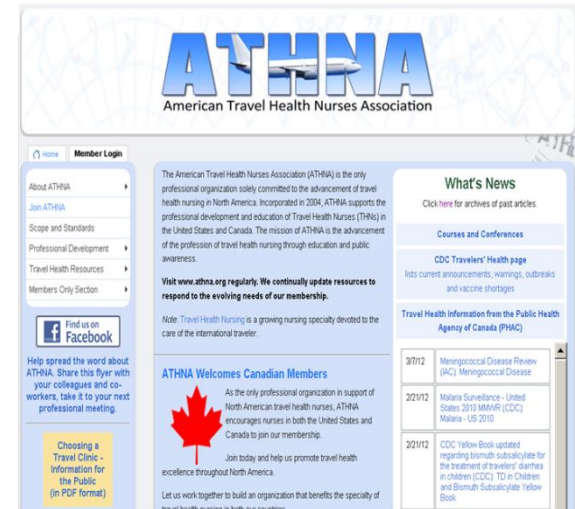 ATHNA
American Travel Health Nurses Association
Home
Member Login
About ATHNA
Join ATHNA
Scope and Standards
Professional Development
Travel Health Resources
Members Only Section
Find us on
Facebook
Help spread the word about
ATHNA. Share this flyer with
your colleagues and co-
workers, take it to your next
professional meeting.
Choosing a
Travel Clinic -
Information for
the Public
(in PDF format)
The American Travel Health Nurses Association (ATHNA) is the only
professional organization solely committed to the advancement of travel
health nursing in North America. Incorporated in 2004, ATHNA supports the
professional development and education of Travel Health Nurses (THNs) in
the United States and Canada. The mission of ATHNA is the advancement
of the profession of travel health nursing through education and public
awareness.
Visit www.athna.org regularly. We continually update resources to
respond to the evolving needs of our membership.
Note: Travel Health Nursing is a growing nursing specialty devoted to the
care of the international traveler.
ATHNA Welcomes Canadian Members
As the only professional organization in support of
North American travel health nurses, ATHNA
encourages nurses in both the United States and
Canada to join our membership.
Join today and help us promote travel health
excellence throughout North America.
Let us work together to build an organization that benefits the specialty of
travel health nursing in both our countries.
What's News
Click here for archives of past articles.
Courses and Conferences
CDC Travelers' Health page
lists current announcements, warnings, outbreaks
and vaccine shortages
Travel Health Information from the Public Health
Agency of Canada (PHAC)
3/7/12 Meningococcal Disease Review
(IAC). Meningococcal Disease
2/21/12 Malaria Surveillance - United
States 2010 MMWR (CDC).
Malaria - US 2010
2/21/12 CDC Yellow Book updated
regarding bismuth subsalicylate for
the treatment of travelers' diarrhea
in children (CDC). TD in Children
and Bismuth Subsalicylate Yellow
Book